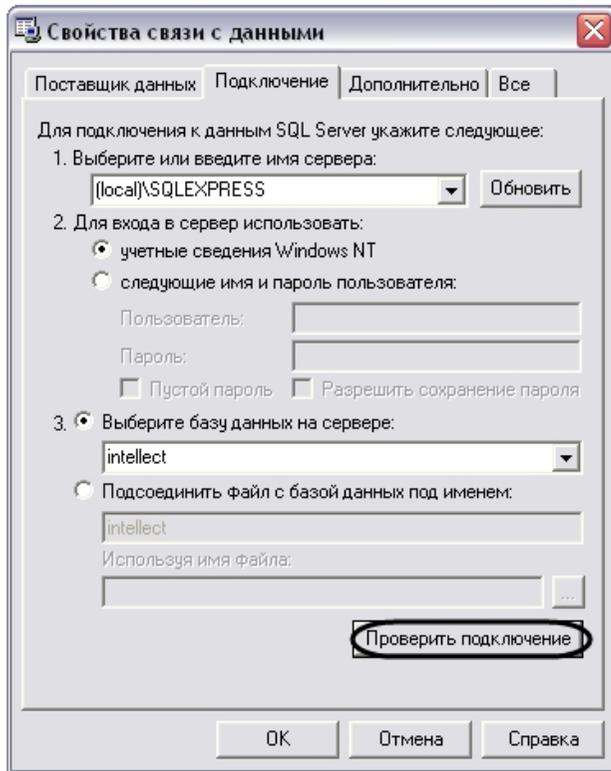 Свойства связи с данными
Поставщик данных Подключение Дополнительно Все
Для подключения к данным SQL Server укажите следующее:
1. Выберите или введите имя сервера:
(local)\SQLEXPRESS Обновить
2. Для входа в сервер использовать:
учетные сведения Windows NT
следующие имя и пароль пользователя:
Пользователь:
Пароль:
Пустой пароль Разрешить сохранение пароля
3. Выберите базу данных на сервере:
intellect
Подсоединить файл с базой данных под именем:
intellect
Используя имя файла:
...
Проверить подключение
OK Отмена Справка